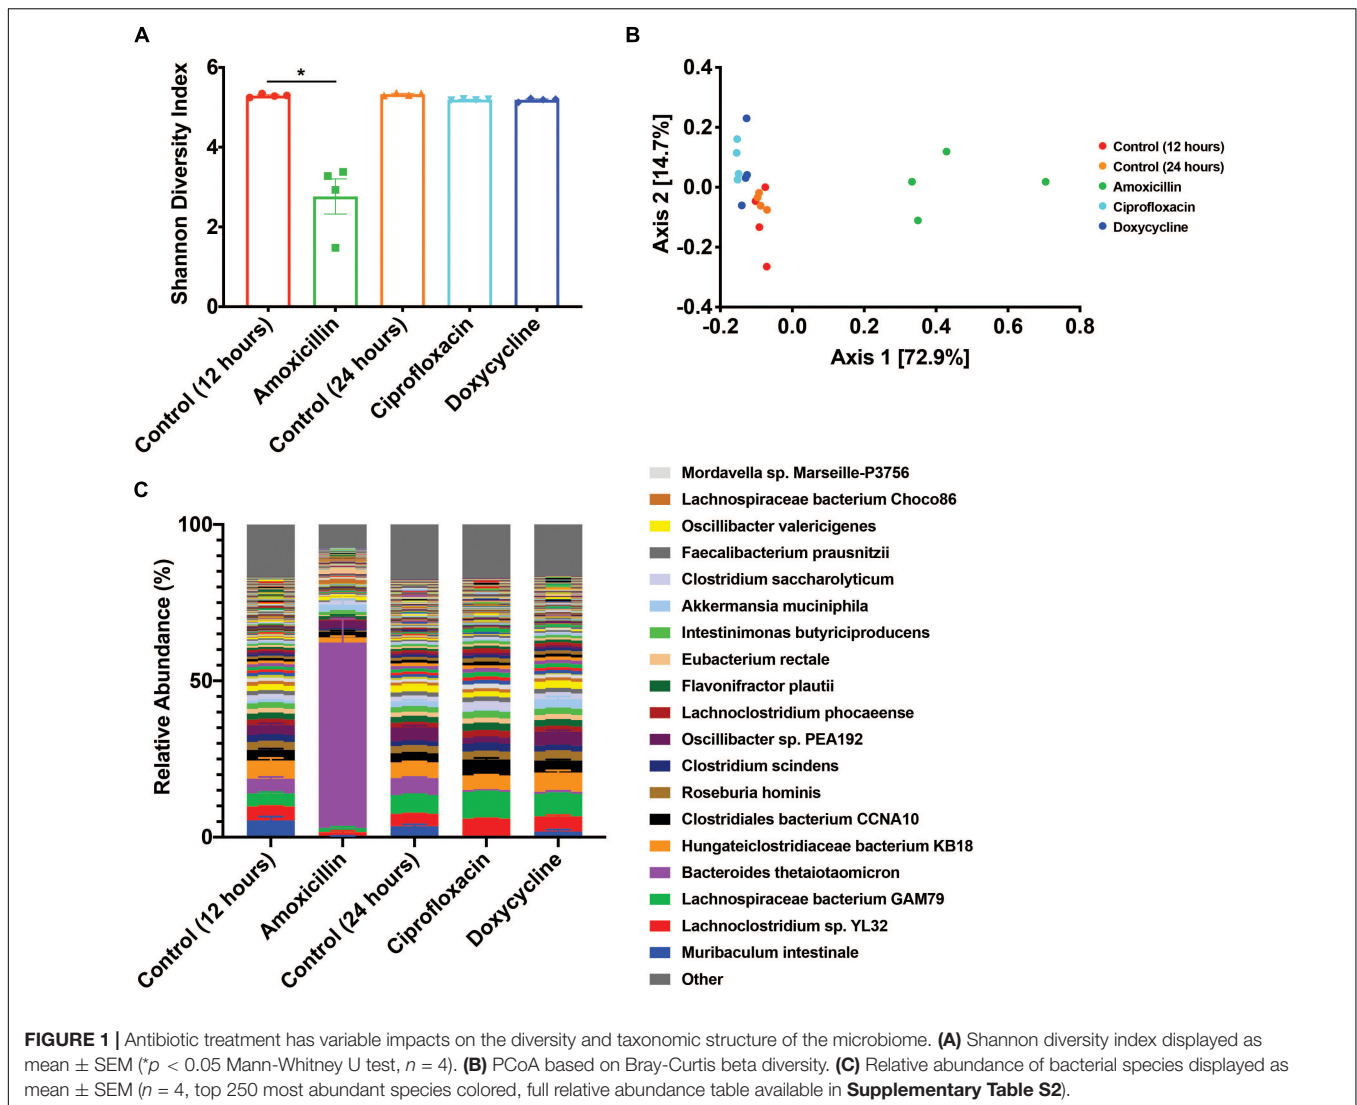 A
B
6
4
2
0
Shannon Diversity Index
*
Control (12 hours)
Amoxicillin
Control (24 hours)
Ciprofloxacin
Doxycycline
0.4
0.2
0.0
-0.2
-0.4
Axis 2 [14.7%]
-0.2 0.0 0.2 0.4 0.6 0.8
Axis 1 [72.9%]
Control (12 hours)
Control (24 hours)
Amoxicillin
Ciprofloxacin
Doxycycline
C
100
50
0
Relative Abundance (%)
Control (12 hours)
Amoxicillin
Control (24 hours)
Ciprofloxacin
Doxycycline
Mordavella sp. Marseille-P3756
Lachnospiraceae bacterium Choco86
Oscillibacter valericigenes
Faecalibacterium prausnitzii
Clostridium saccharolyticum
Akkermansia muciniphila
Intestinimonas butyriciproducens
Eubacterium rectale
Flavonifractor plautii
Lachnoclostridium phocaeense
Oscillibacter sp. PEA192
Clostridium scindens
Roseburia hominis
Clostridiales bacterium CCNA10
Hungateiclostridiaceae bacterium KB18
Bacteroides thetaiotaomicron
Lachnospiraceae bacterium GAM79
Lachnoclostridium sp. YL32
Muribaculum intestinale
Other
FIGURE 1 | Antibiotic treatment has variable impacts on the diversity and taxonomic structure of the microbiome. (A) Shannon diversity index displayed as
mean ± SEM (*p < 0.05 Mann-Whitney U test, n = 4). (B) PCoA based on Bray-Curtis beta diversity. (C) Relative abundance of bacterial species displayed as
mean ± SEM (n = 4, top 250 most abundant species colored, full relative abundance table available in Supplementary Table S2).